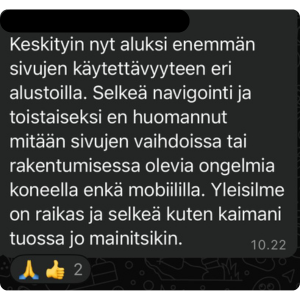 Keskityin nyt aluksi enemmän
sivujen käytettävyyteen eri
alustoilla. Selkeä navigointi ja
toistaiseksi en huomannut
mitään sivujen vaihdoissa tai
rakentumisessa olevia ongelmia
koneella enkä mobiililla. Yleisilme
on raikas ja selkeä kuten kaimani
tuossa jo mainitsikin.
10.22
🙏👍 2